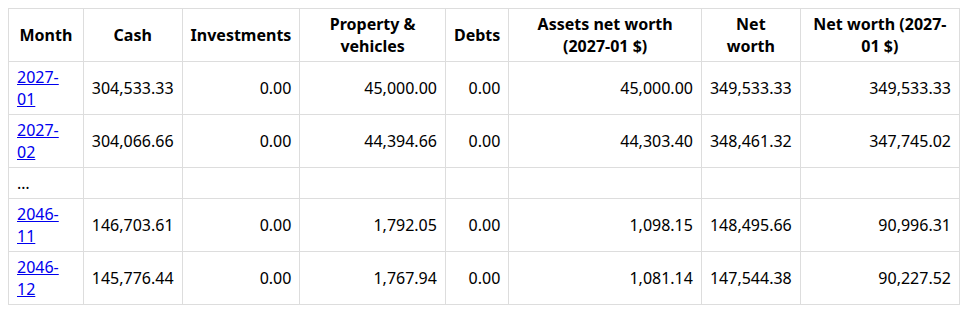 Month Cash Investments Property & vehicles Debts Assets net worth (2027-01 $) Net worth Net worth (2027-01 $)
2027-01 304,533.33 0.00 45,000.00 0.00 45,000.00 349,533.33 349,533.33
2027-02 304,066.66 0.00 44,394.66 0.00 44,303.40 348,461.32 347,745.02
...
2046-11 146,703.61 0.00 1,792.05 0.00 1,098.15 148,495.66 90,996.31
2046-12 145,776.44 0.00 1,767.94 0.00 1,081.14 147,544.38 90,227.52